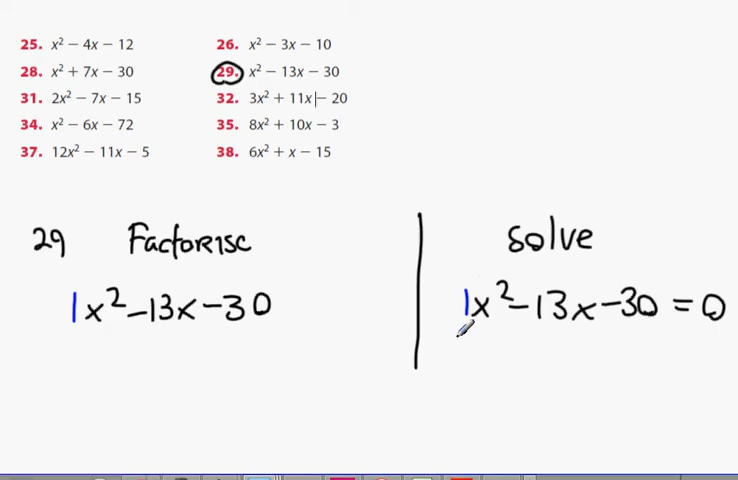 25. x² – 4x – 12 26. x² – 3x – 10
28. x² + 7x – 30 29. x² – 13x – 30
31. 2x² – 7x – 15 32. 3x² + 11x – 20
34. x² – 6x – 72 35. 8x² + 10x – 3
37. 12x² – 11x – 5 38. 6x² + x – 15
29 Factorise
1x² – 13x – 30
Solve
1x² – 13x – 30 = 0